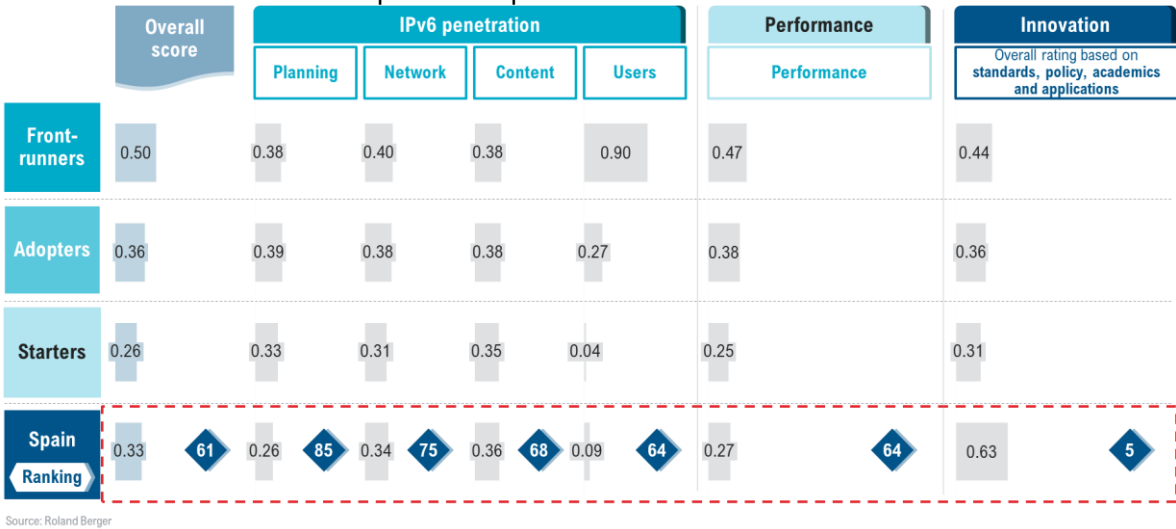 Overall
score
IPv6 penetration
Performance
Innovation
Planning
Network
Content
Users
Performance
Overall rating based on
standards, policy, academics
and applications
Front-
runners
0.50
0.38
0.40
0.38
0.90
0.47
0.44
Adopters
0.36
0.39
0.38
0.38
0.27
0.38
0.36
Starters
0.26
0.33
0.31
0.35
0.04
0.25
0.31
Spain
Ranking
0.33
61
0.26
85
0.34
75
0.36
68
0.09
64
0.27
64
0.63
5
Source: Roland Berger